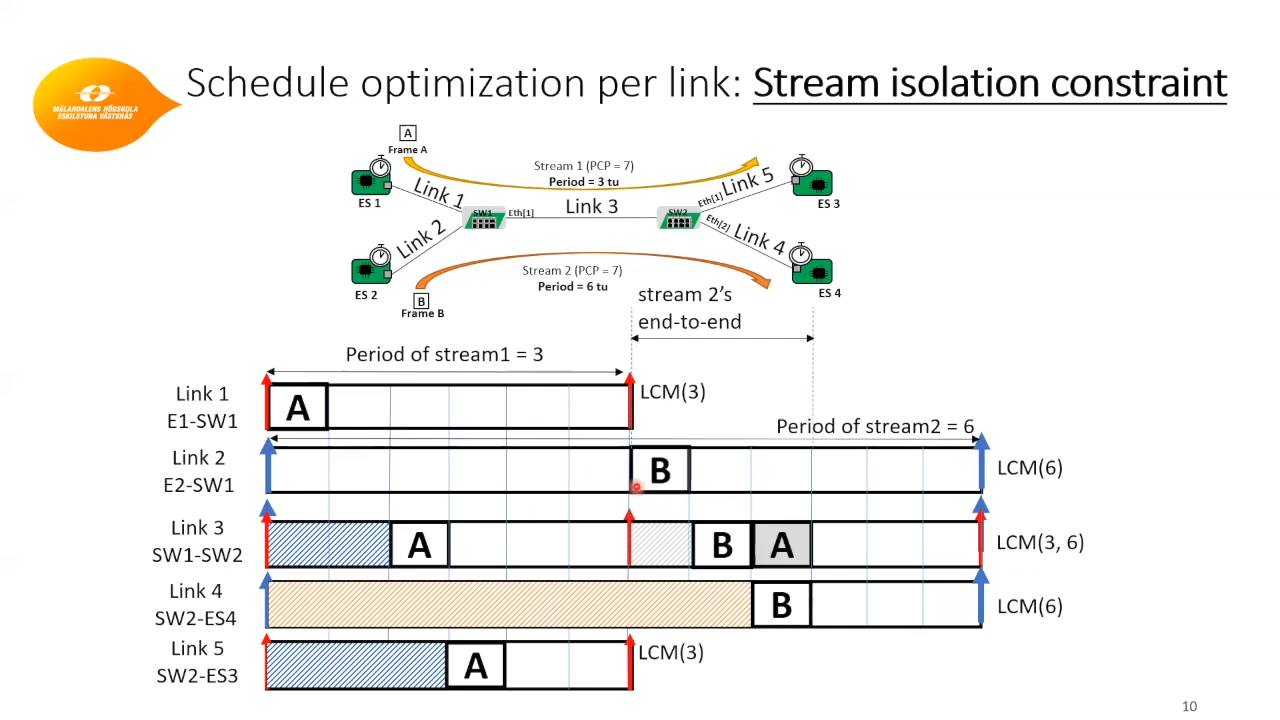 Schedule optimization per link: Stream isolation constraint
MÄLARDALENS HÖGSKOLA
ESKILSTUNA VÄSTERÅS
A
Frame A
Stream 1 (PCP = 7)
Period = 3 tu
ES 1
Link 1
SW1
Eth[1]
Link 3
SW2
Eth[1]
Link 5
ES 3
Link 2
Eth[2]
Link 4
ES 2
Stream 2 (PCP = 7)
Period = 6 tu
ES 4
B
Frame B
stream 2's
end-to-end
Period of stream1 = 3
Link 1
E1-SW1
A
LCM(3)
Period of stream2 = 6
Link 2
E2-SW1
B
LCM(6)
Link 3
SW1-SW2
A
B
A
LCM(3, 6)
Link 4
SW2-ES4
B
LCM(6)
Link 5
SW2-ES3
A
LCM(3)
10